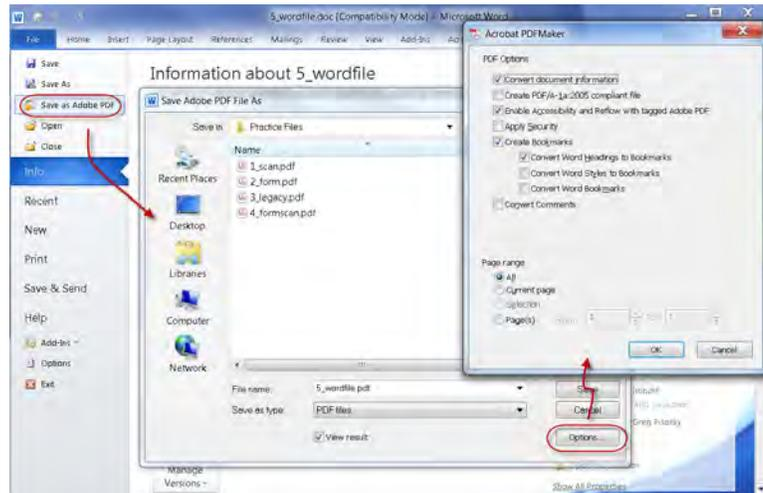 5_wordfile.doc [Compatibility Mode] - Microsoft Word
File Home Insert Page Layout References Mailings Review View Add-Ins
Save
Save As
Save as Adobe PDF
Open
Close
Info
Recent
New
Print
Save & Send
Help
Add-Ins
Options
Exit
Information about 5_wordfile
Save Adobe PDF File As
Save in: Practice Files
Name
Recent Places
Desktop
Libraries
Computer
Network
1_scan.pdf
2_form.pdf
3_legacy.pdf
4_formscan.pdf
File name: 5_wordfile.pdf
Save as type: PDF files
View result
Save
Cancel
Options...
Manage
Versions
Show All Properties
Acrobat PDFMaker
PDF Options
Convert document information
Create PDF/A-1a:2005 compliant file
Enable Accessibility and Reflow with tagged Adobe PDF
Apply Security
Create Bookmarks
Convert Word Headings to Bookmarks
Convert Word Styles to Bookmarks
Convert Word Bookmarks
Convert Comments
Page range
All
Current page
Selection
Page(s)
OK
Cancel